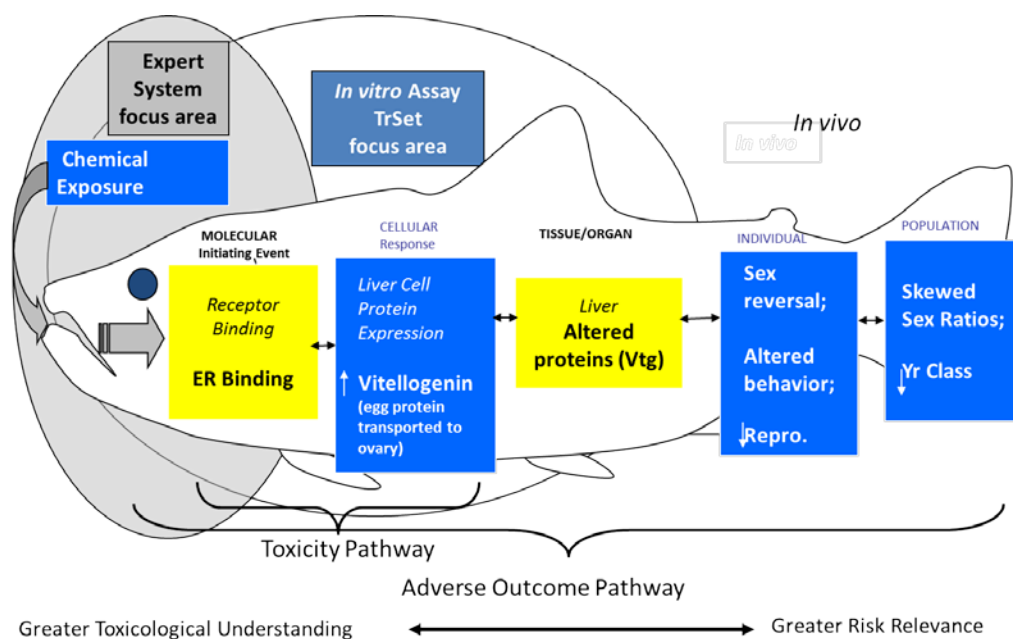 Expert
System
focus area
In vitro Assay
TrSet
focus area
In vivo
In vivo
Chemical
Exposure
MOLECULAR
Initiating Event
CELLULAR
Response
TISSUE/ORGAN
INDIVIDUAL
POPULATION
Receptor
Binding
ER Binding
Liver Cell
Protein
Expression
↑ Vitellogenin
(egg protein
transported to
ovary)
Liver
Altered
proteins (Vtg)
Sex
reversal;
Altered
behavior;
↓Repro.
Skewed
Sex Ratios;
↓Yr Class
Toxicity Pathway
Adverse Outcome Pathway
Greater Toxicological Understanding
Greater Risk Relevance